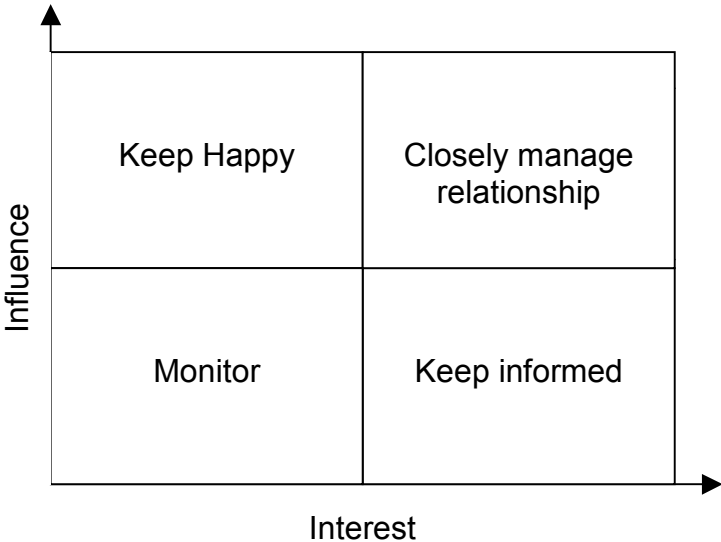 Keep Happy
Closely manage
relationship
Influence
Monitor
Keep informed
Interest